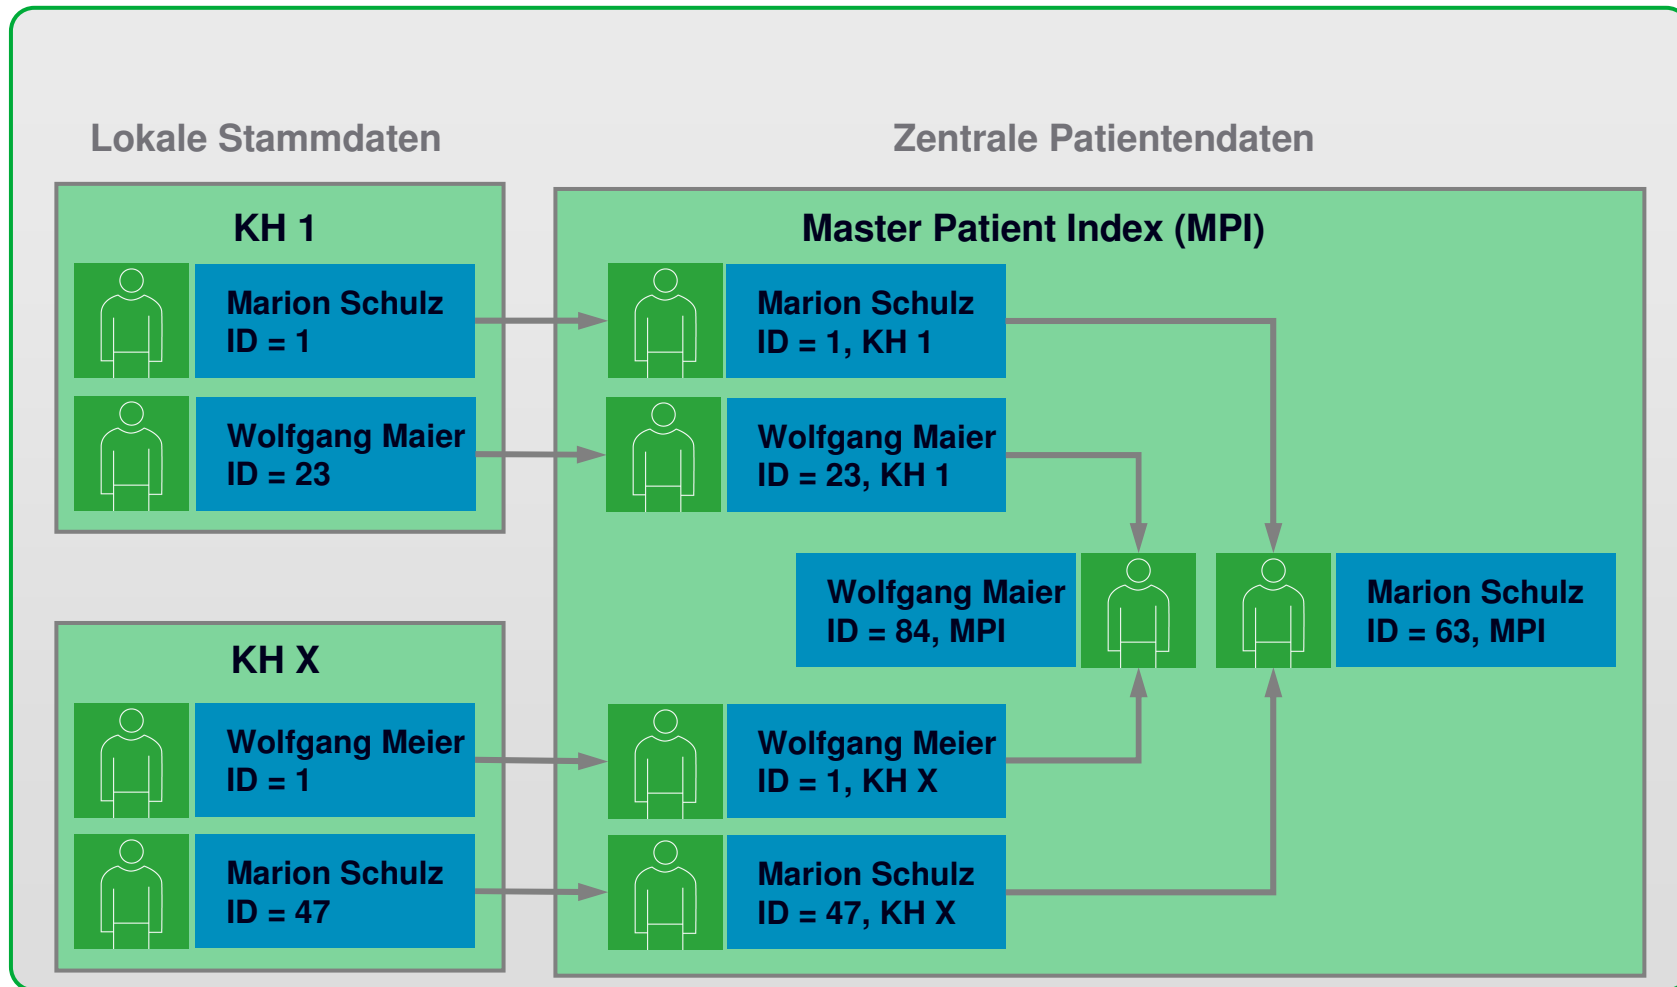 Lokale Stammdaten
Zentrale Patientendaten
KH 1
Marion Schulz
ID = 1
Wolfgang Maier
ID = 23
KH X
Wolfgang Meier
ID = 1
Marion Schulz
ID = 47
Master Patient Index (MPI)
Marion Schulz
ID = 1, KH 1
Wolfgang Maier
ID = 23, KH 1
Wolfgang Maier
ID = 84, MPI
Marion Schulz
ID = 63, MPI
Wolfgang Meier
ID = 1, KH X
Marion Schulz
ID = 47, KH X